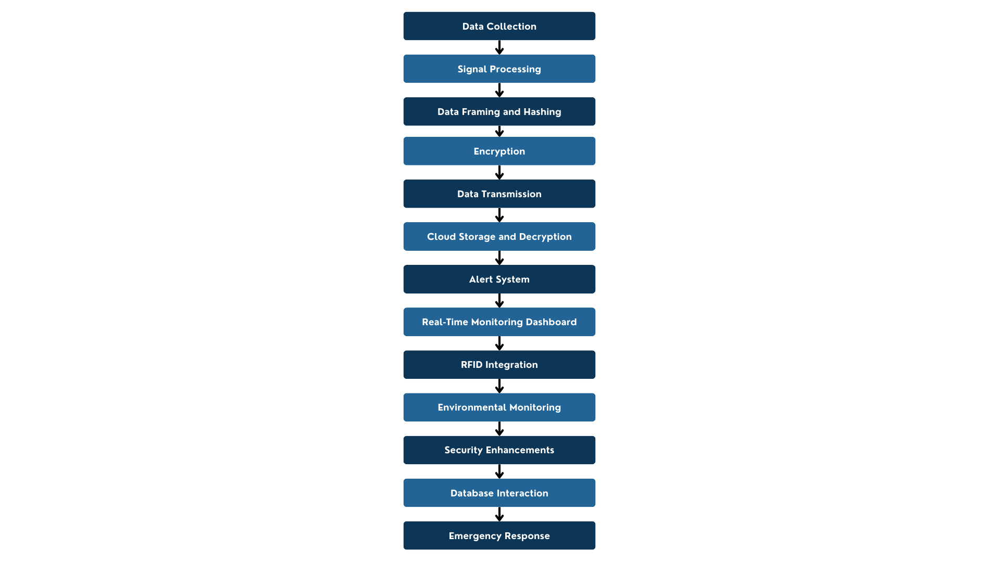 Data Collection
Signal Processing
Data Framing and Hashing
Encryption
Data Transmission
Cloud Storage and Decryption
Alert System
Real-Time Monitoring Dashboard
RFID Integration
Environmental Monitoring
Security Enhancements
Database Interaction
Emergency Response